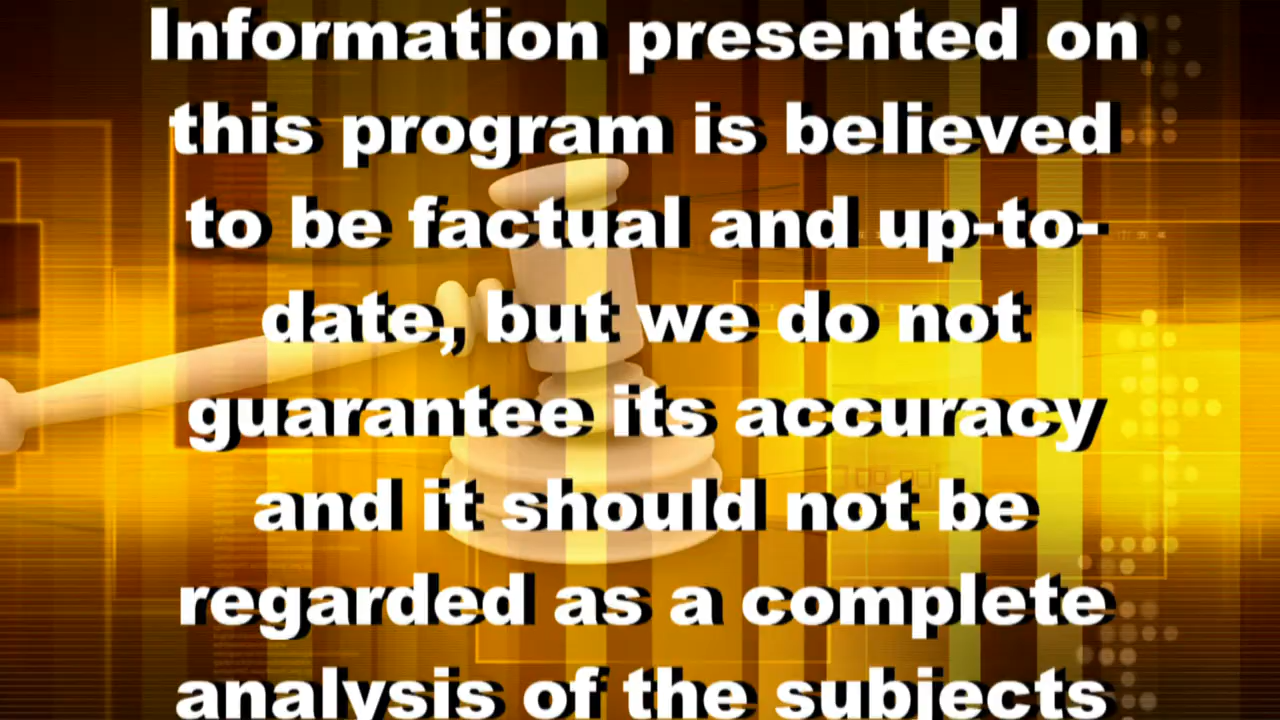 Information presented on
this program is believed
to be factual and up-to-
date, but we do not
guarantee its accuracy
and it should not be
regarded as a complete
analysis of the subjects